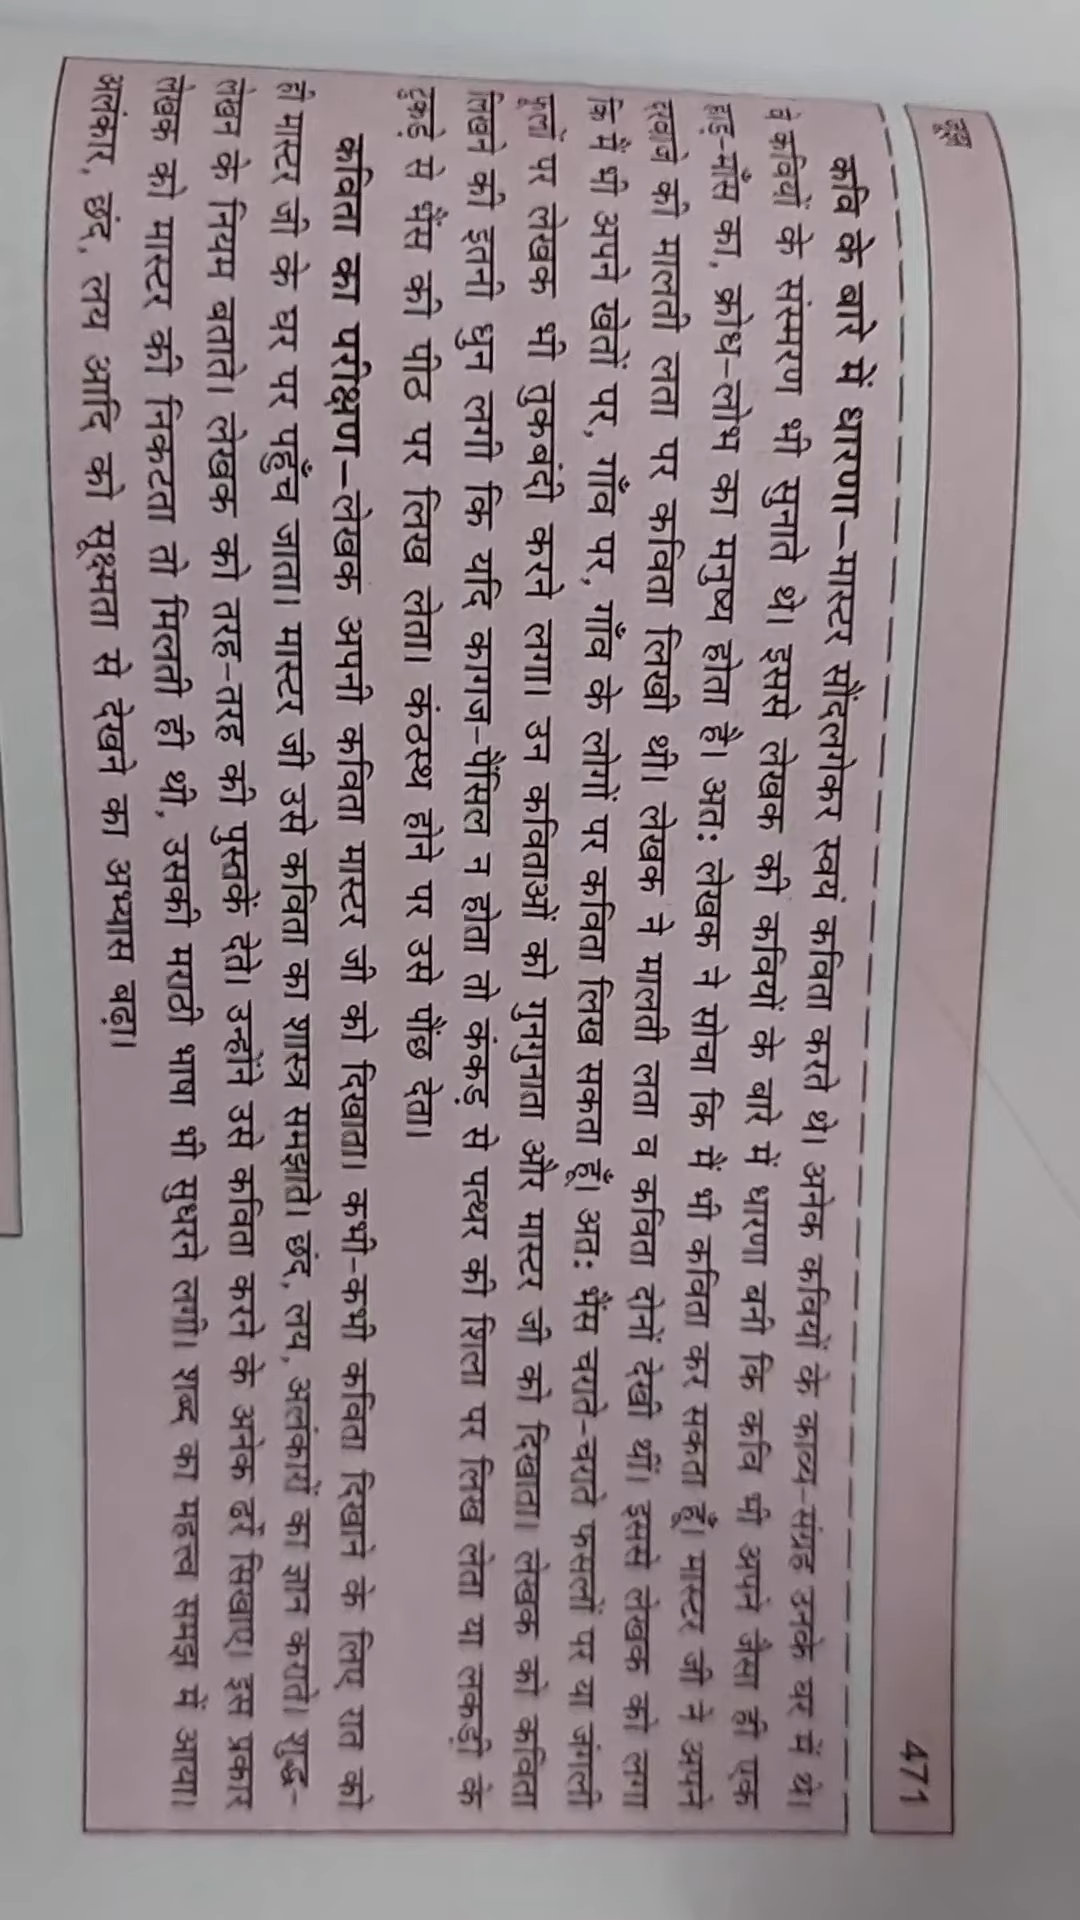 जूझ 471
कवि के बारे में धारणा–मास्टर सौंदलगेकर स्वयं कविता करते थे। अनेक कवियों के काव्य-संग्रह उनके घर में थे।
वे कवियों के संस्मरण भी सुनाते थे। इससे लेखक की कवियों के बारे में धारणा बनी कि कवि भी अपने जैसा ही एक
हाड़-माँस का, क्रोध-लोभ का मनुष्य होता है। अतः लेखक ने सोचा कि मैं भी कविता कर सकता हूँ। मास्टर जी ने अपने
दरवाजे की मालती लता पर कविता लिखी थी। लेखक ने मालती लता व कविता दोनों देखी थीं। इससे लेखक को लगा
कि मैं भी अपने खेतों पर, गाँव पर, गाँव के लोगों पर कविता लिख सकता हूँ। अतः भैंस चराते-चराते फसलों पर या जंगली
फूलों पर लेखक भी तुकबंदी करने लगा। उन कविताओं को गुनगुनाता और मास्टर जी को दिखाता। लेखक को कविता
लिखने की इतनी धुन लगी कि यदि कागज-पैंसिल न होता तो कंकड़ से पत्थर की शिला पर लिख लेता या लकड़ी के
टुकड़े से भैंस की पीठ पर लिख लेता। कंठस्थ होने पर उसे पौंछ देता।
कविता का परीक्षण–लेखक अपनी कविता मास्टर जी को दिखाता। कभी-कभी कविता दिखाने के लिए रात को
ही मास्टर जी के घर पर पहुँच जाता। मास्टर जी उसे कविता का शास्त्र समझाते। छंद, लय, अलंकारों का ज्ञान कराते। शुद्ध-
लेखन के नियम बताते। लेखक को तरह-तरह की पुस्तकें देते। उन्होंने उसे कविता करने के अनेक ढर्रे सिखाए। इस प्रकार
लेखक को मास्टर की निकटता तो मिलती ही थी, उसकी मराठी भाषा भी सुधरने लगी। शब्द का महत्त्व समझ में आया।
अलंकार, छंद, लय आदि को सूक्ष्मता से देखने का अभ्यास बढ़ा।